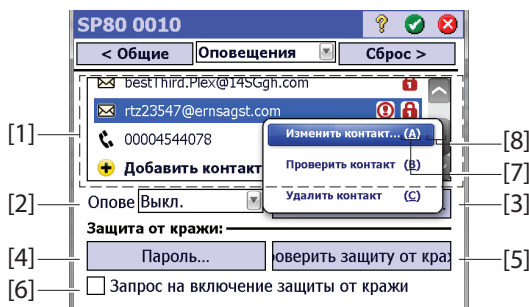 SP80 0010
< Общие Оповещения Сброс >
bestThird.Plex@14SGgh.com
rtz23547@ernsagst.com
[1]
Изменить контакт... (A) [8]
00004544078
Проверить контакт (B) [7]
Добавить контакт
Удалить контакт (C)
[2] Опове Выкл. [3]
Защита от кражи:
[4] Пароль... оверить защиту от кра [5]
[6] Запрос на включение защиты от кражи